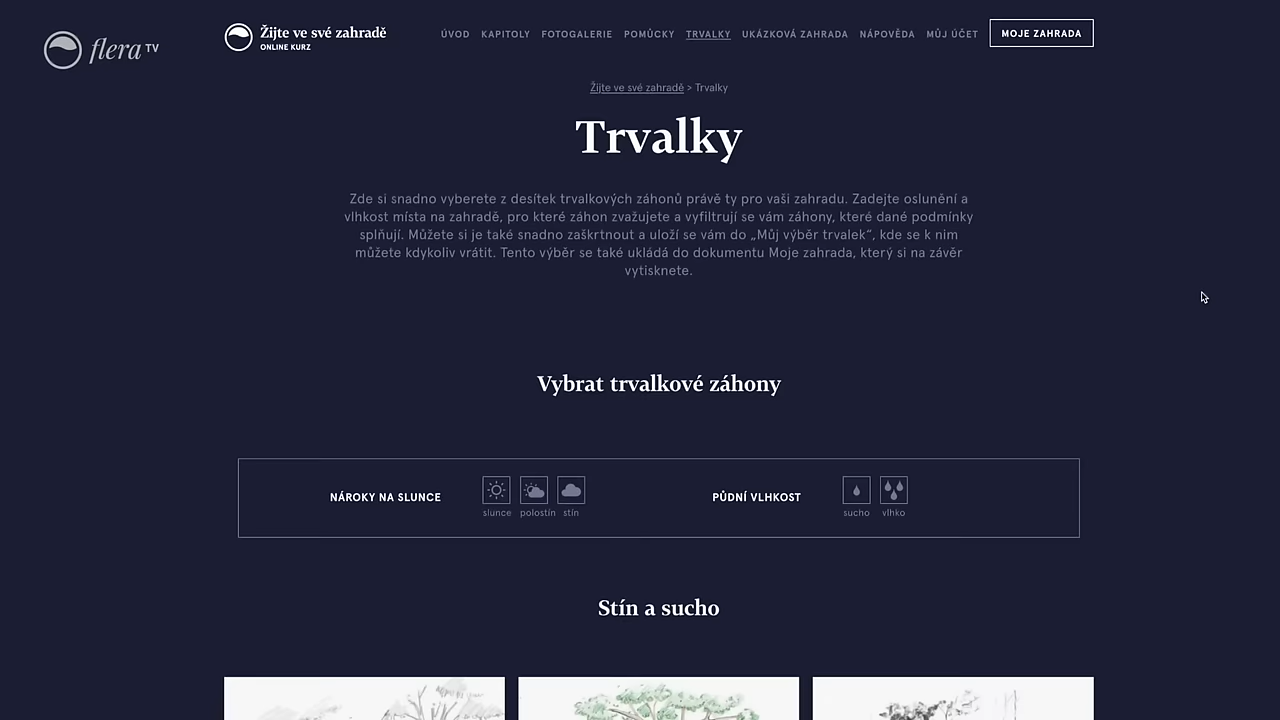 flera TV
Žijte ve své zahradě
ONLINE KURZ
ÚVOD KAPITOLY FOTOGALERIE POMŮCKY TRVALKY UKÁZKOVÁ ZAHRADA NÁPOVĚDA MŮJ ÚČET MOJE ZAHRADA
Žijte ve své zahradě > Trvalky
Trvalky
Zde si snadno vyberete z desítek trvalkových záhonů právě ty pro vaši zahradu. Zadejte oslunění a
vlhkost místa na zahradě, pro které záhon zvažujete a vyfiltrují se vám záhony, které dané podmínky
splňují. Můžete si je také snadno zaškrtnout a uloží se vám do „Můj výběr trvalek“, kde se k nim
můžete kdykoliv vrátit. Tento výběr se také ukládá do dokumentu Moje zahrada, který si na závěr
vytisknete.
Vybrat trvalkové záhony
NÁROKY NA SLUNCE
slunce polostín stín
PŮDNÍ VLHKOST
sucho vlhko
Stín a sucho